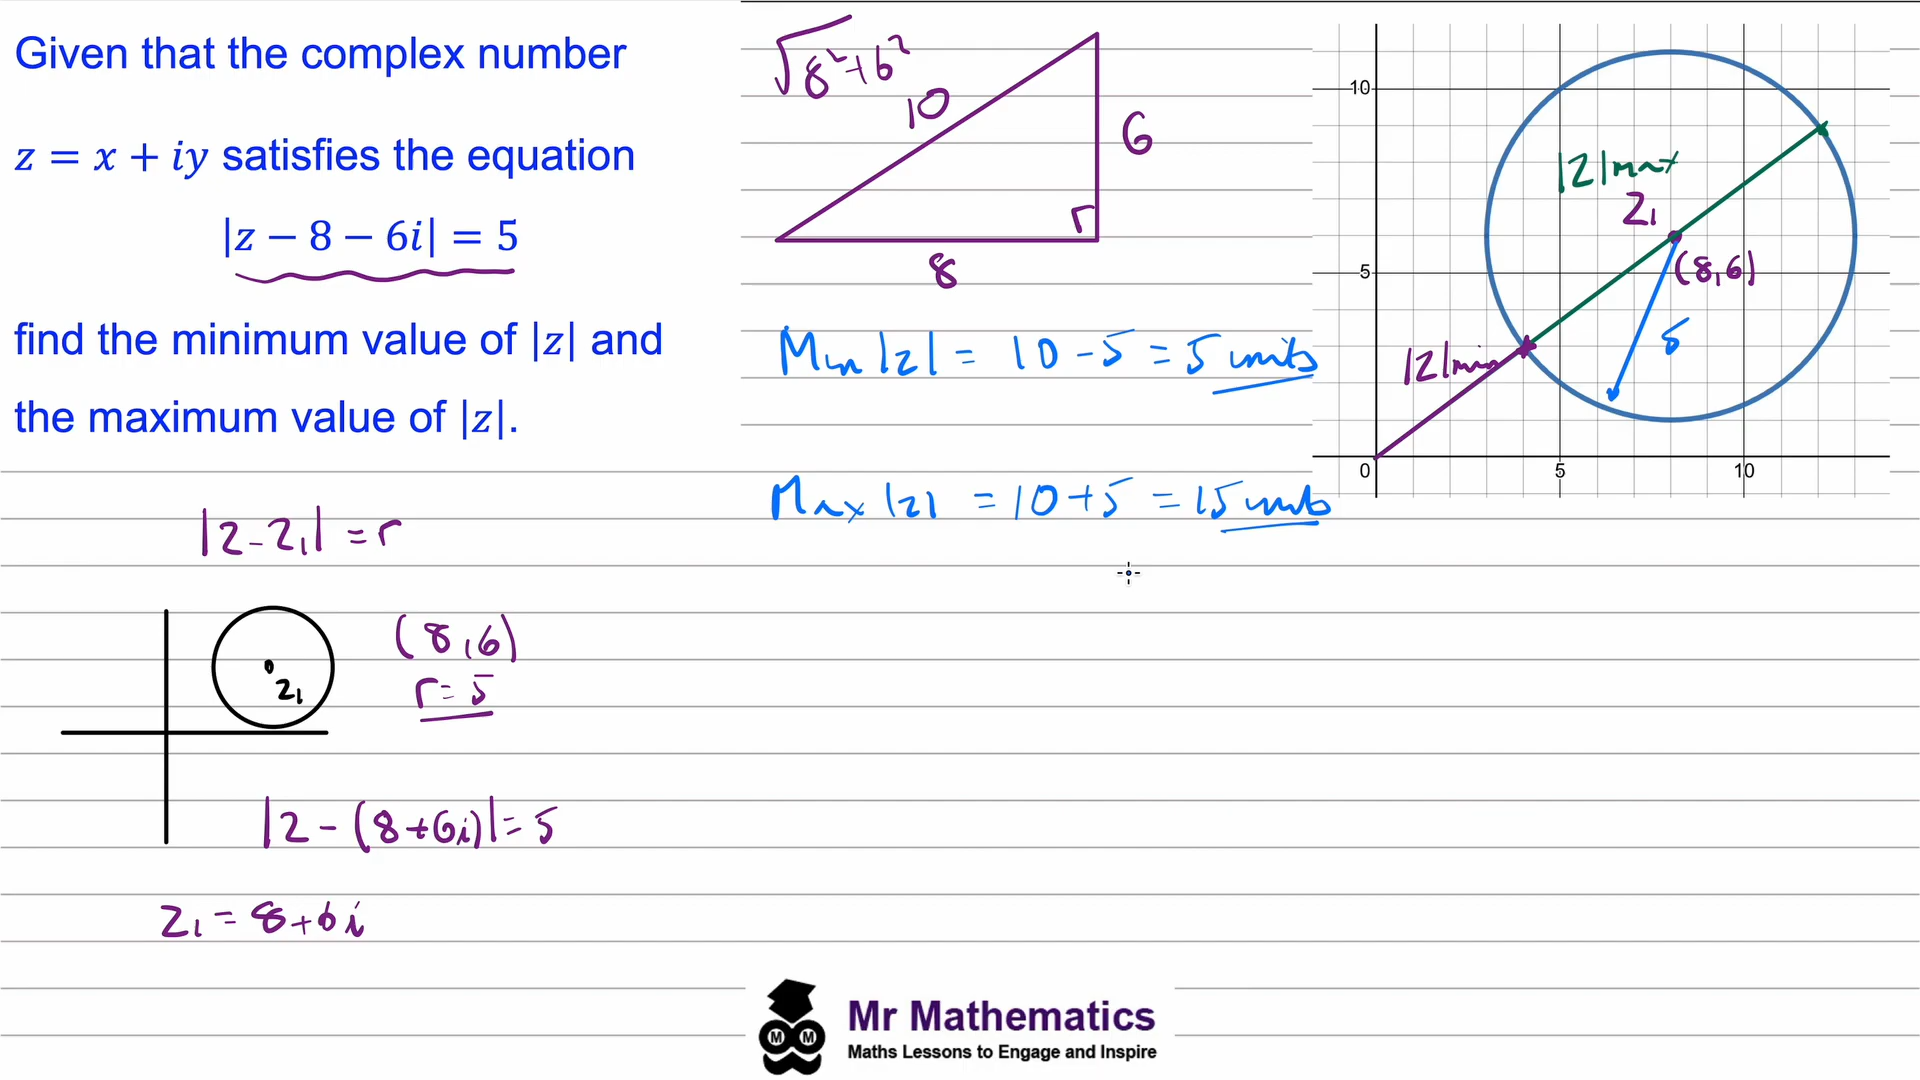 Given that the complex number
z = x + iy satisfies the equation
|z − 8 − 6i| = 5
find the minimum value of |z| and
the maximum value of |z|.
|z - z₁| = r
z₁
(8,6)
r = 5
|z - (8+6i)| = 5
z₁ = 8+6i
√8²+6²
10
6
8
Min |z| = 10 - 5 = 5 units
Max |z| = 10 + 5 = 15 units
10
5
0
5
10
|z|max
z₁
(8,6)
5
|z|min
M M
Mr Mathematics
Maths Lessons to Engage and Inspire